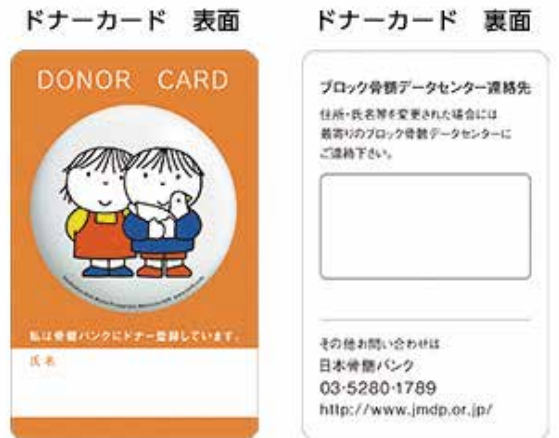 ドナーカード 表面
DONOR CARD
私は骨髄バンクにドナー登録しています。
氏名
ドナーカード 裏面
ブロック骨髄データセンター連絡先
住所・氏名等を変更された場合には
最寄りのブロック骨髄データセンターに
ご連絡下さい。
その他お問い合わせは
日本骨髄バンク
03-5280-1789
http://www.jmdp.or.jp/